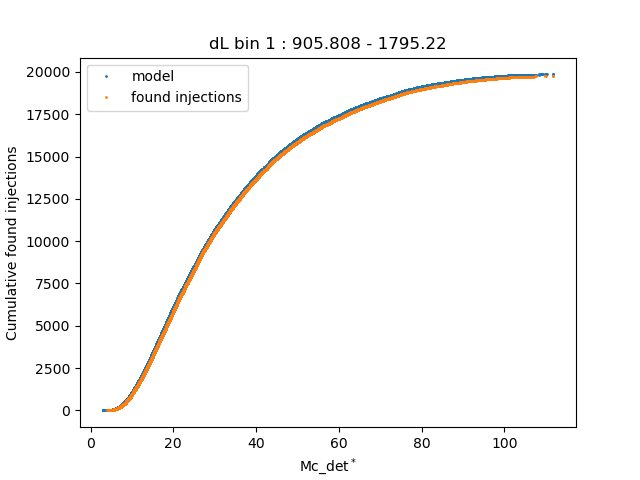 dL bin 1 : 905.808 - 1795.22
model
found injections
20000
17500
15000
12500
10000
7500
5000
2500
0
Cumulative found injections
0 20 40 60 80 100
Mc_det*